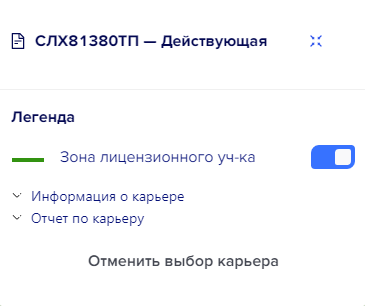 СЛХ81380ТП — Действующая
Легенда
Зона лицензионного уч-ка
Информация о карьере
Отчет по карьеру
Отменить выбор карьера